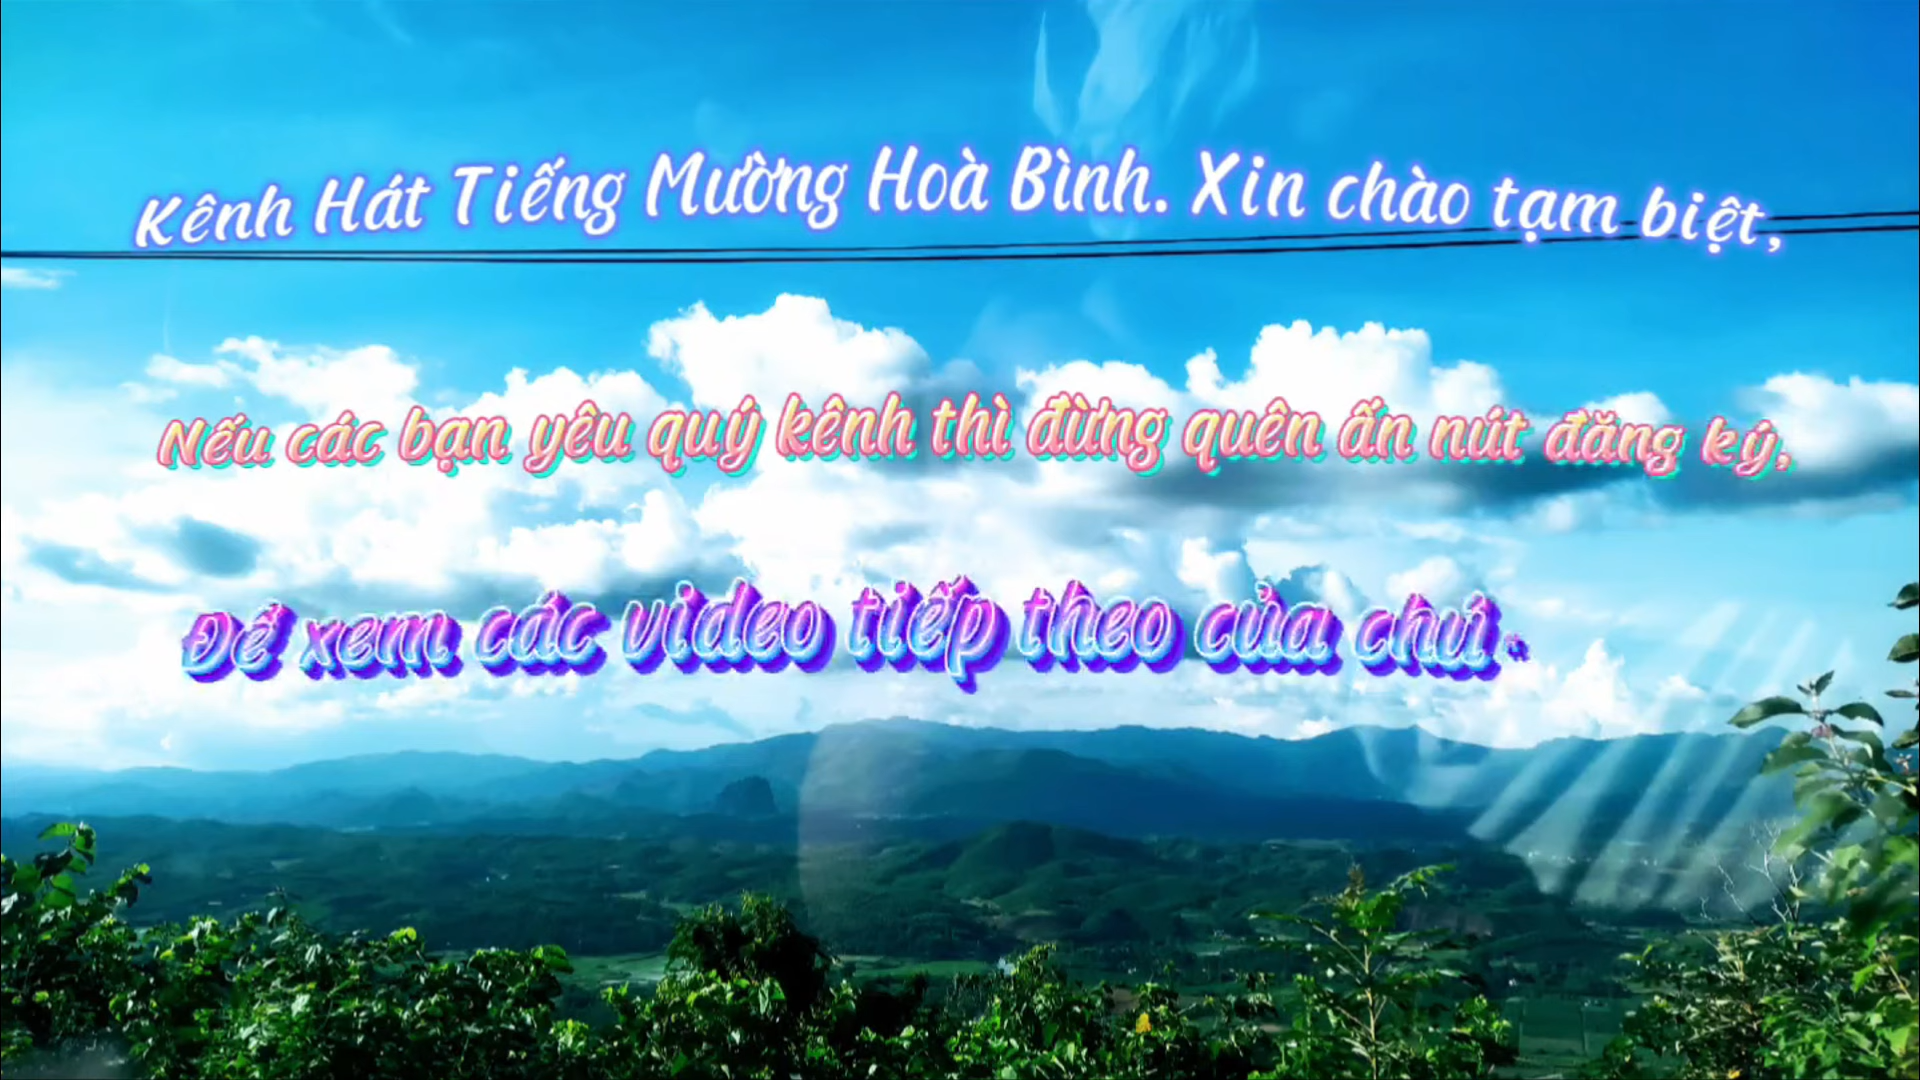 Kênh Hát Tiếng Mường Hoà Bình. Xin chào tạm biệt,
Nếu các bạn yêu quý kênh thì đừng quên ấn nút đăng ký,
Để xem các video tiếp theo của chú